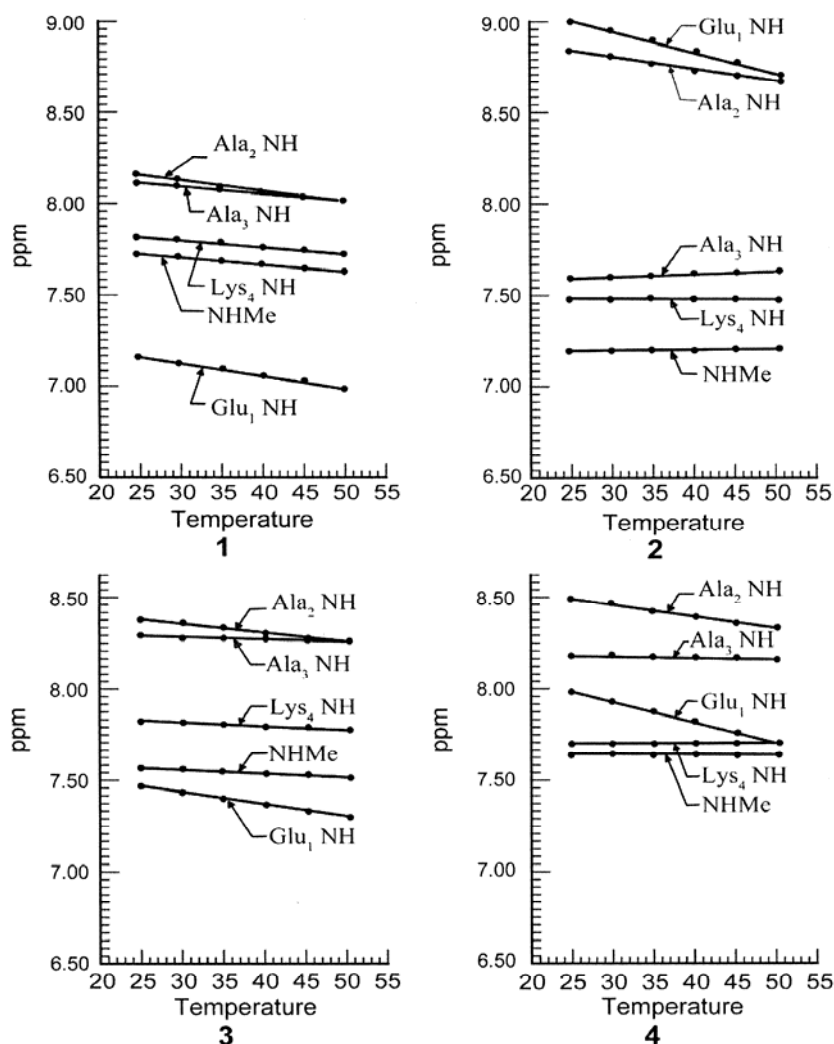 9.00
8.50
8.00
7.50
7.00
6.50
ppm
Ala₂ NH
Ala₃ NH
Lys₄ NH
NHMe
Glu₁ NH
20 25 30 35 40 45 50 55
Temperature
1
9.00
8.50
8.00
7.50
7.00
6.50
ppm
Glu₁ NH
Ala₂ NH
Ala₃ NH
Lys₄ NH
NHMe
20 25 30 35 40 45 50 55
Temperature
2
8.50
8.00
7.50
7.00
6.50
ppm
Ala₂ NH
Ala₃ NH
Lys₄ NH
NHMe
Glu₁ NH
20 25 30 35 40 45 50 55
Temperature
3
8.50
8.00
7.50
7.00
6.50
ppm
Ala₂ NH
Ala₃ NH
Glu₁ NH
Lys₄ NH
NHMe
20 25 30 35 40 45 50 55
Temperature
4